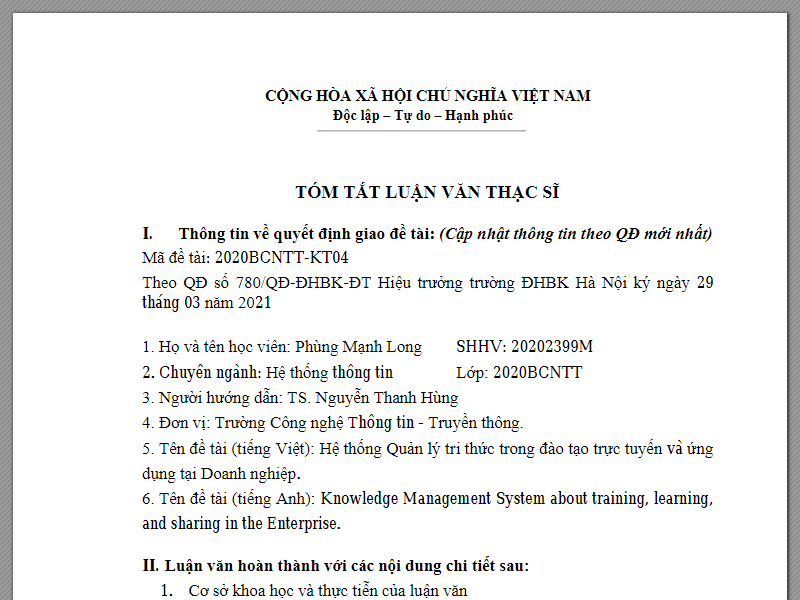 CỘNG HÒA XÃ HỘI CHỦ NGHĨA VIỆT NAM
Độc lập – Tự do – Hạnh phúc
TÓM TẮT LUẬN VĂN THẠC SĨ
I. Thông tin về quyết định giao đề tài: (Cập nhật thông tin theo QĐ mới nhất)
Mã đề tài: 2020BCNTT-KT04
Theo QĐ số 780/QĐ-ĐHBK-ĐT Hiệu trưởng trường ĐHBK Hà Nội ký ngày 29
tháng 03 năm 2021
1. Họ và tên học viên: Phùng Mạnh Long SHHV: 20202399M
2. Chuyên ngành: Hệ thống thông tin Lớp: 2020BCNTT
3. Người hướng dẫn: TS. Nguyễn Thanh Hùng
4. Đơn vị: Trường Công nghệ Thông tin - Truyền thông.
5. Tên đề tài (tiếng Việt): Hệ thống Quản lý tri thức trong đào tạo trực tuyến và ứng
dụng tại Doanh nghiệp.
6. Tên đề tài (tiếng Anh): Knowledge Management System about training, learning,
and sharing in the Enterprise.
II. Luận văn hoàn thành với các nội dung chi tiết sau:
1. Cơ sở khoa học và thực tiễn của luận văn